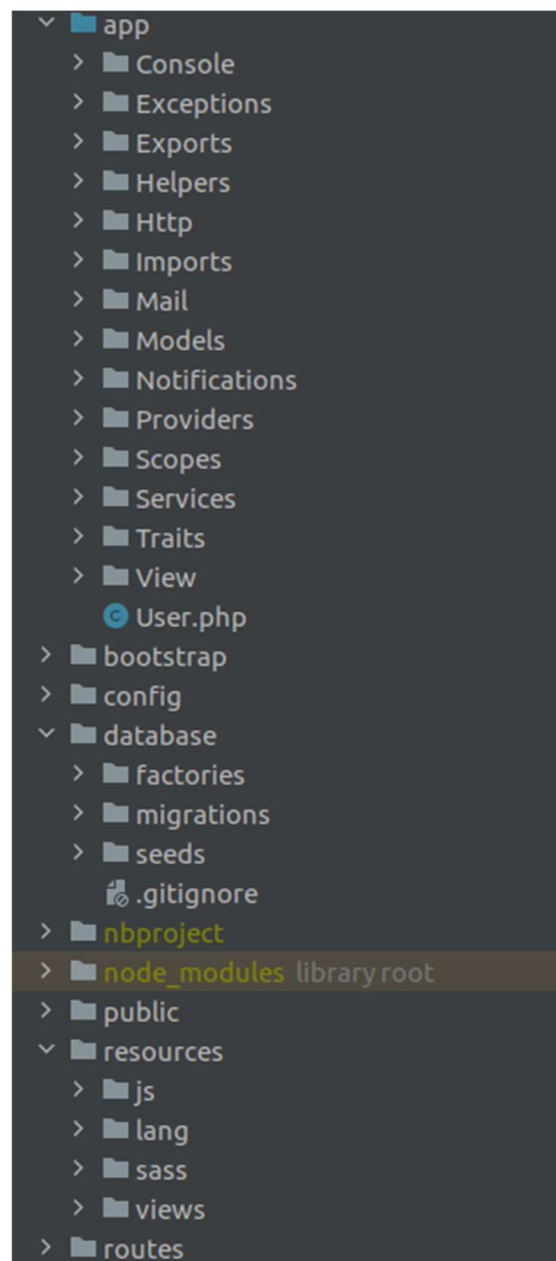 app
Console
Exceptions
Exports
Helpers
Http
Imports
Mail
Models
Notifications
Providers
Scopes
Services
Traits
View
User.php
bootstrap
config
database
factories
migrations
seeds
.gitignore
nbproject
node_modules library root
public
resources
js
lang
sass
views
routes